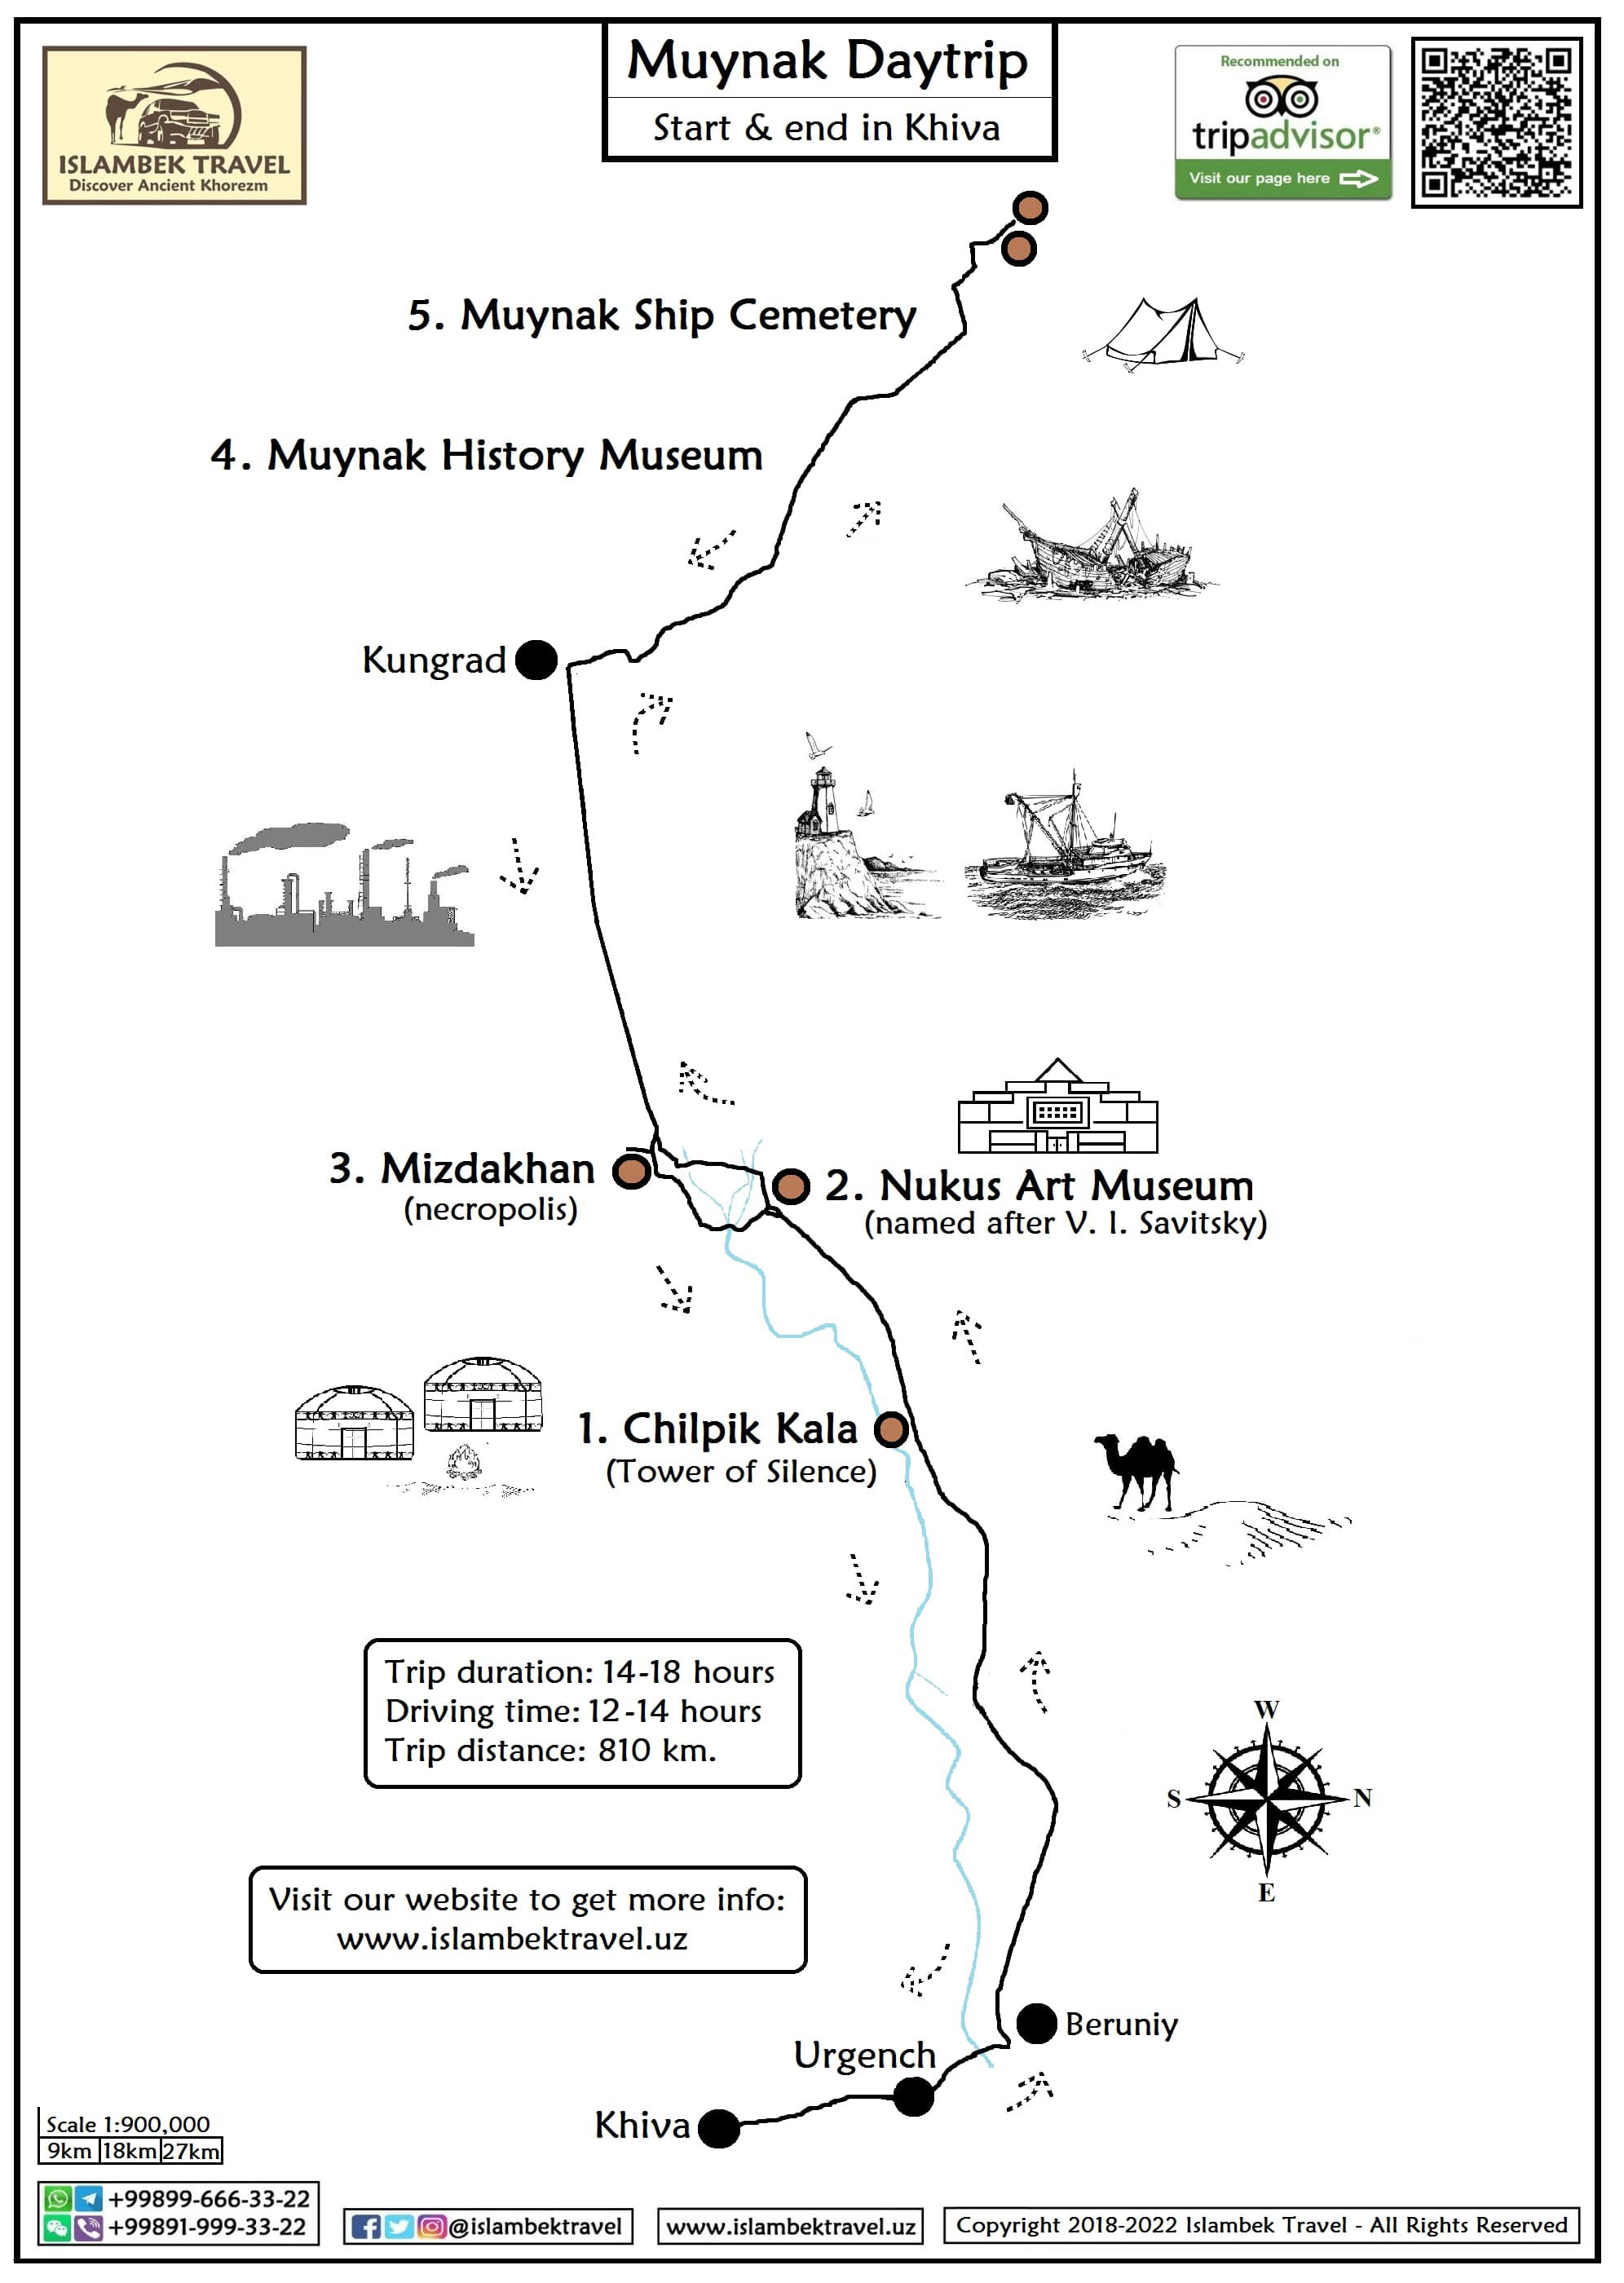 ISLAMBEK TRAVEL
Discover Ancient Khorezm
Muynak Daytrip
Start & end in Khiva
Recommended on
tripadvisor®
Visit our page here
5. Muynak Ship Cemetery
4. Muynak History Museum
Kungrad
3. Mizdakhan
(necropolis)
2. Nukus Art Museum
(named after V. I. Savitsky)
1. Chilpik Kala
(Tower of Silence)
Trip duration: 14-18 hours
Driving time: 12-14 hours
Trip distance: 810 km.
W
S
N
E
Visit our website to get more info:
www.islambektravel.uz
Beruniy
Urgench
Khiva
Scale 1:900,000
9km 18km 27km
+99899-666-33-22
+99891-999-33-22
@islambektravel
www.islambektravel.uz
Copyright 2018-2022 Islambek Travel - All Rights Reserved